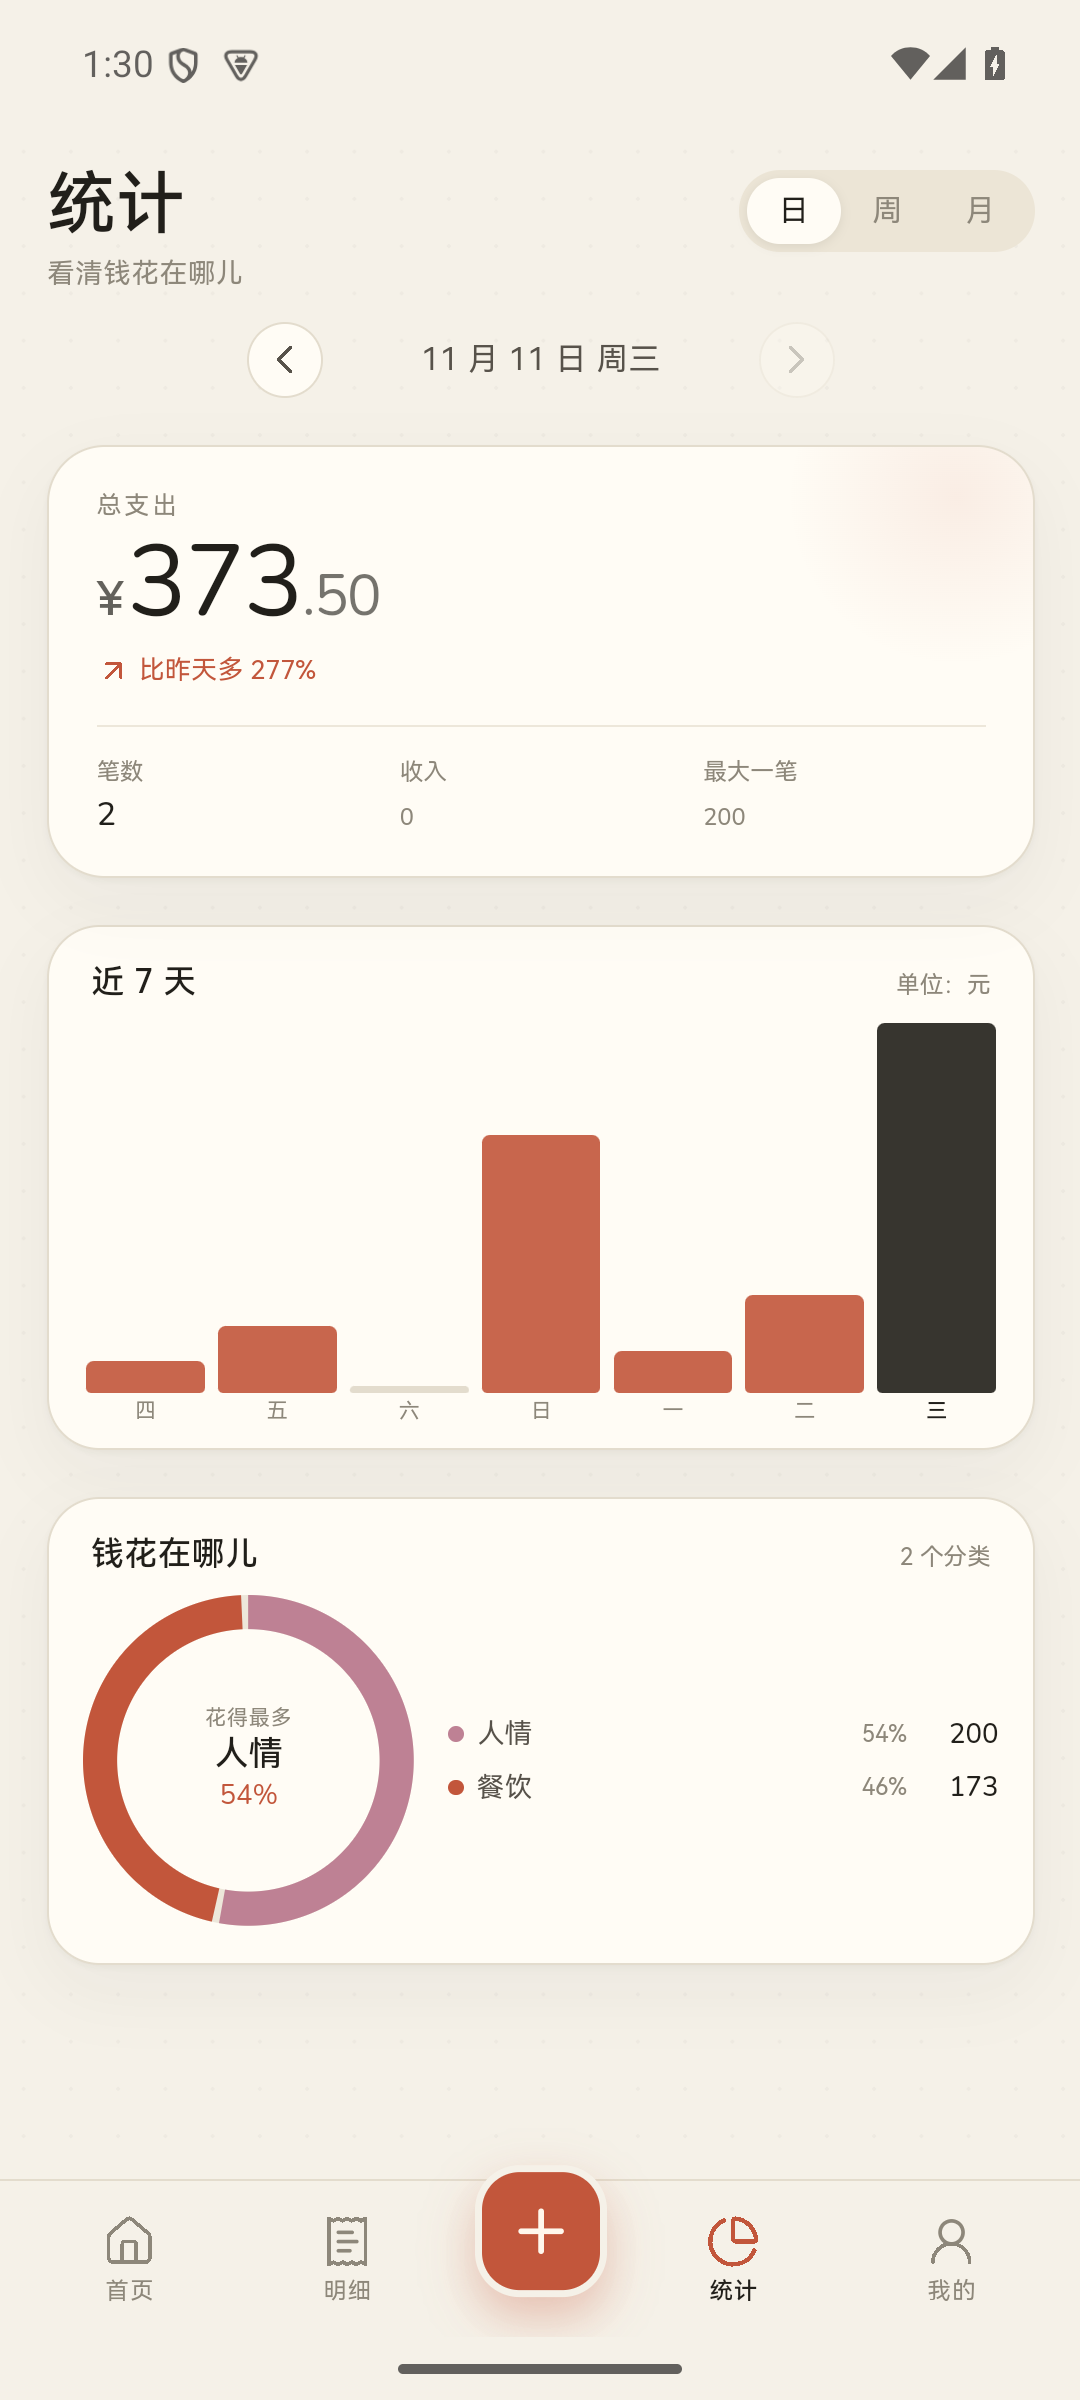 1:30
统计
日 周 月
看清钱花在哪儿
11 月 11 日 周三
总支出
¥373.50
比昨天多 277%
笔数 收入 最大一笔
2 0 200
近 7 天 单位：元
四 五 六 日 一 二 三
钱花在哪儿 2 个分类
花得最多
人情
54%
人情 54% 200
餐饮 46% 173
首页 明细 统计 我的